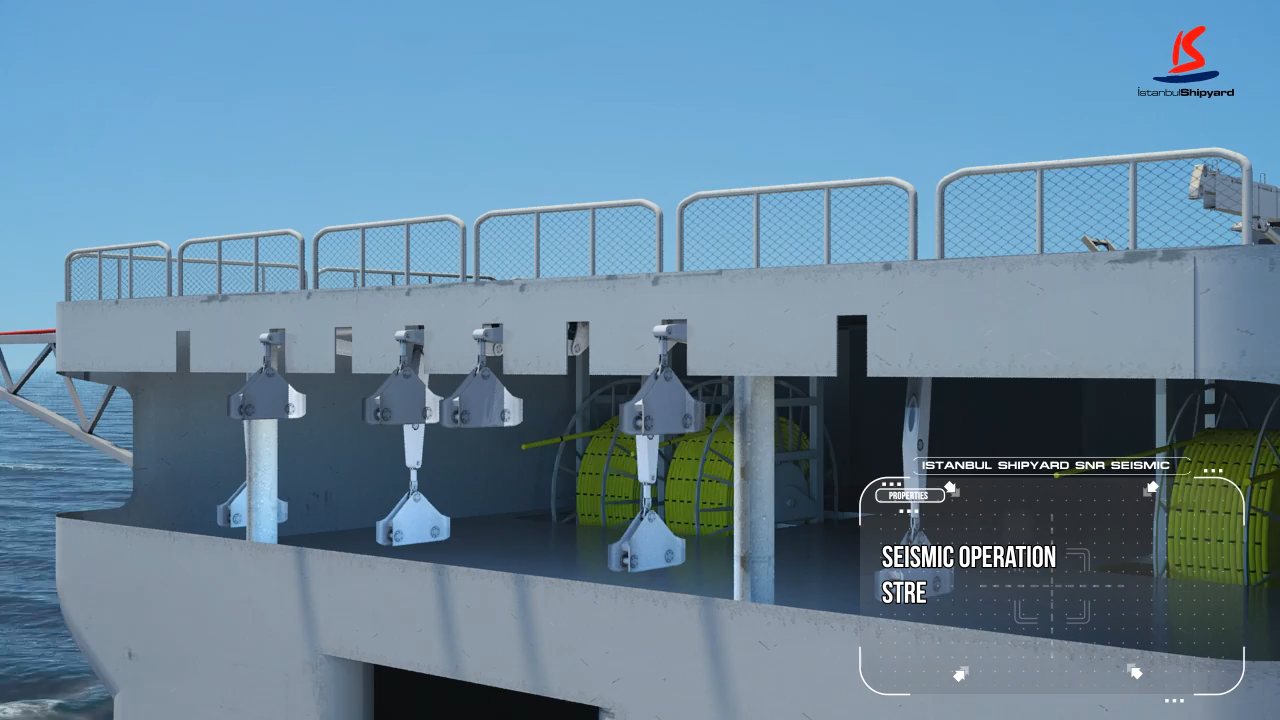 İstanbulShipyard
ISTANBUL SHIPYARD SNR SEISMIC
PROPERTIES
SEISMIC OPERATION
STRE